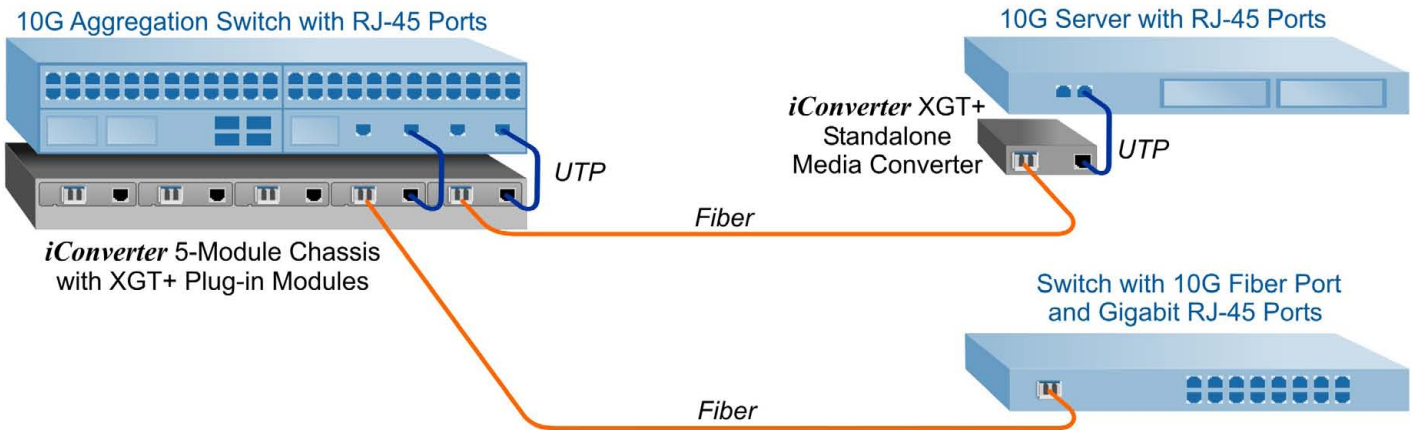 10G Aggregation Switch with RJ-45 Ports
UTP
iConverter 5-Module Chassis
with XGT+ Plug-in Modules
10G Server with RJ-45 Ports
iConverter XGT+
Standalone
Media Converter
UTP
Fiber
Switch with 10G Fiber Port
and Gigabit RJ-45 Ports
Fiber